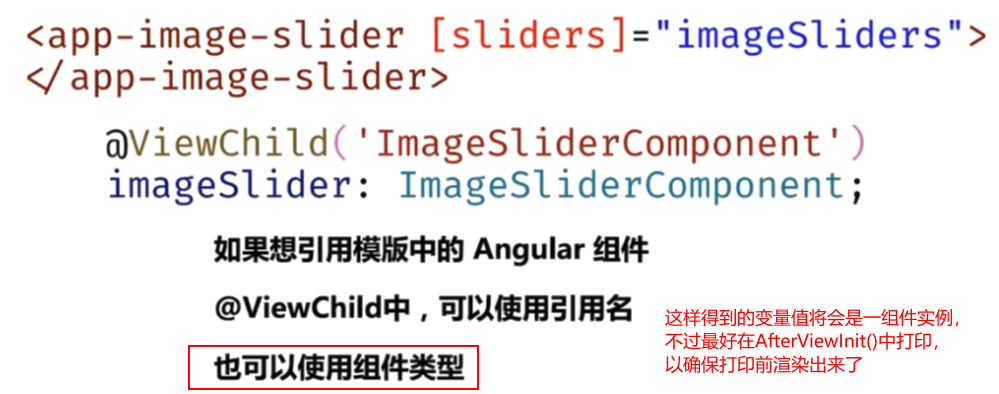 <app-image-slider [sliders]="imageSliders">
</app-image-slider>
@ViewChild('ImageSliderComponent')
imageSlider: ImageSliderComponent;
如果想引用模版中的 Angular 组件
@ViewChild中，可以使用引用名
也可以使用组件类型
这样得到的变量值将会是一组件实例，
不过最好在AfterViewInit()中打印，
以确保打印前渲染出来了